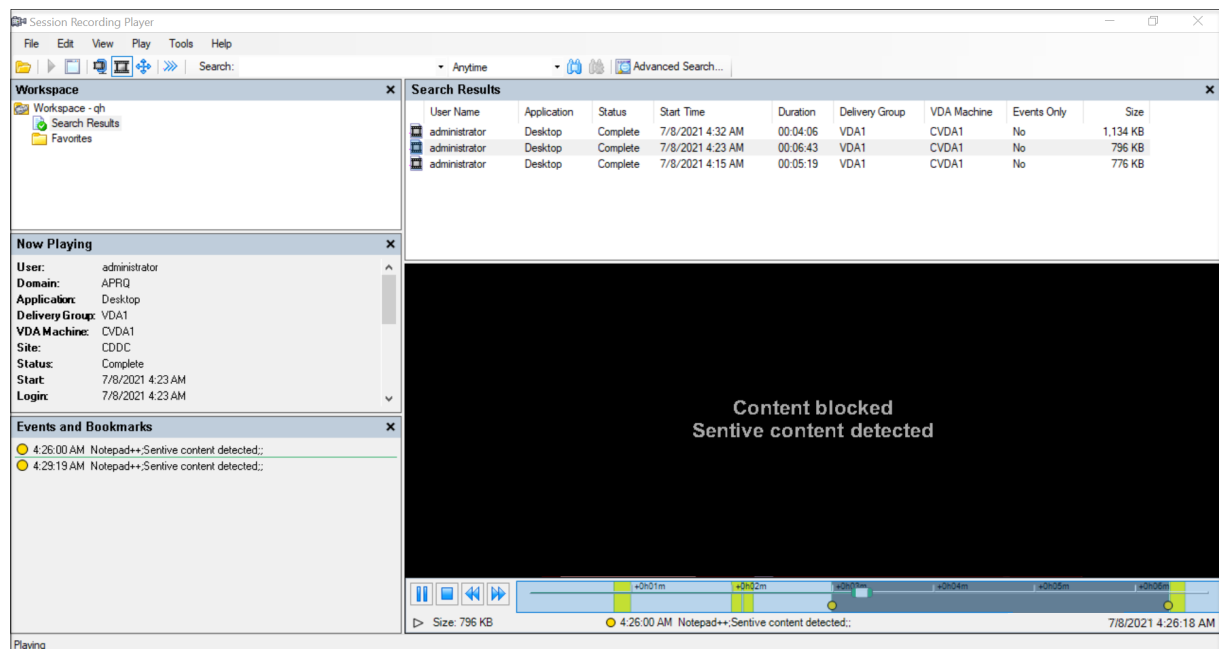 Session Recording Player
File Edit View Play Tools Help
Search: Anytime Advanced Search...
Workspace
Workspace - qh
Search Results
Favorites
Search Results
User Name Application Status Start Time Duration Delivery Group VDA Machine Events Only Size
administrator Desktop Complete 7/8/2021 4:32 AM 00:04:06 VDA1 CVDA1 No 1,134 KB
administrator Desktop Complete 7/8/2021 4:23 AM 00:06:43 VDA1 CVDA1 No 796 KB
administrator Desktop Complete 7/8/2021 4:15 AM 00:05:19 VDA1 CVDA1 No 776 KB
Now Playing
User: administrator
Domain: APRQ
Application: Desktop
Delivery Group: VDA1
VDA Machine: CVDA1
Site: CDDC
Status: Complete
Start: 7/8/2021 4:23 AM
Login: 7/8/2021 4:23 AM
Events and Bookmarks
4:26:00 AM Notepad++;Sentive content detected;;
4:29:19 AM Notepad++;Sentive content detected;;
Content blocked
Sentive content detected
+0h01m +0h02m +0h03m +0h04m +0h05m +0h06m
Size: 796 KB 4:26:00 AM Notepad++;Sentive content detected;; 7/8/2021 4:26:18 AM
Playing